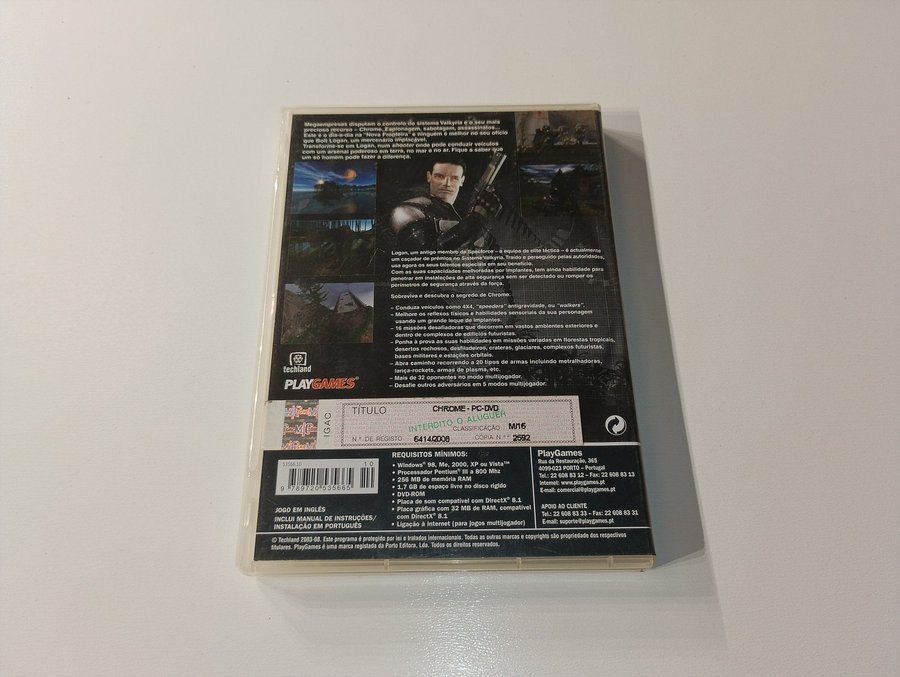 Megaempresas disputam o controlo do sistema Valkyria e o seu mais
precioso recurso – Chrome. Espionagem, sabotagem, assassinatos...
Este é o dia-a-dia na "Nova Fronteira" e ninguém é melhor no seu ofício
que Bolt Logan, um mercenário implacável.
Transforme-se em Logan, num shooter onde pode conduzir veículos
com um arsenal poderoso em terra, no mar e no ar. Fique a saber que
um só homem pode fazer a diferença.
Logan, um antigo membro da Specforce – a equipa de elite táctica – é actualmente
um caçador de prémios no Sistema Valkyria. Traído e perseguido pelas autoridades,
usa agora os seus talentos especiais em seu benefício.
Com as suas capacidades melhoradas por implantes, tem ainda habilidade para
penetrar em instalações de alta segurança sem ser detectado ou romper os
perímetros de segurança através da força.
Sobreviva e descubra o segredo de Chrome.
– Conduza veículos como 4X4, "speeders" antigravidade, ou "walkers".
– Melhore os reflexos físicos e habilidades sensoriais da sua personagem
usando um grande leque de implantes.
– 16 missões desafiadoras que decorrem em vastos ambientes exteriores e
dentro de complexos de edifícios futuristas.
– Ponha à prova as suas habilidades em missões variadas em florestas tropicais,
desertos rochosos, desfiladeiros, crateras, glaciares, complexos futuristas,
bases militares e estações orbitais.
– Abra caminho recorrendo a 20 tipos de armas incluindo metralhadoras,
lança-rockets, armas de plasma, etc.
– Mais de 32 oponentes no modo multijogador.
– Desafie outros adversários em 5 modos multijogador.
techland
PLAYGAMES®
IGAC
TÍTULO CHROME - PC-DVD
INTERDITO O ALUGUER
CLASSIFICAÇÃO M/16
N.º DE REGISTO 6414/2008 CÓPIA N.º 2592
53566.10
10
9 789720 535665
JOGO EM INGLÊS
INCLUI MANUAL DE INSTRUÇÕES/
INSTALAÇÃO EM PORTUGUÊS
REQUISITOS MÍNIMOS:
• Windows® 98, Me, 2000, XP ou Vista™
• Processador Pentium® III a 800 Mhz
• 256 MB de memória RAM
• 1.7 GB de espaço livre no disco rígido
• DVD-ROM
• Placa de som compatível com DirectX® 8.1
• Placa gráfica com 32 MB de RAM, compatível
com DirectX® 8.1
• Ligação à Internet (para jogos multijogador)
PlayGames
Rua da Restauração, 365
4099-023 PORTO – Portugal
Tel.: 22 608 83 12 – Fax: 22 608 83 13
Internet: www.playgames.pt
E-mail: comercial@playgames.pt
APOIO AO CLIENTE
Tel.: 22 608 83 33 – Fax: 22 608 83 31
E-mail: suporte@playgames.pt
© Techland 2003-08. Este programa é protegido por lei e tratados internacionais. Todas as outras marcas e copyrights são propriedade dos respectivos
titulares. PlayGames é uma marca registada da Porto Editora, Lda. Todos os direitos reservados.